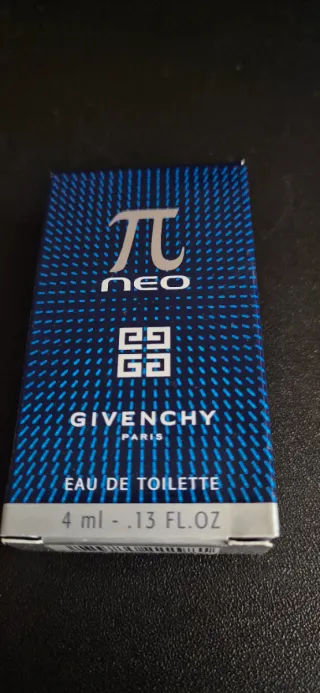 π
neo
GIVENCHY
PARIS
EAU DE TOILETTE
4 ml - .13 FL.OZ